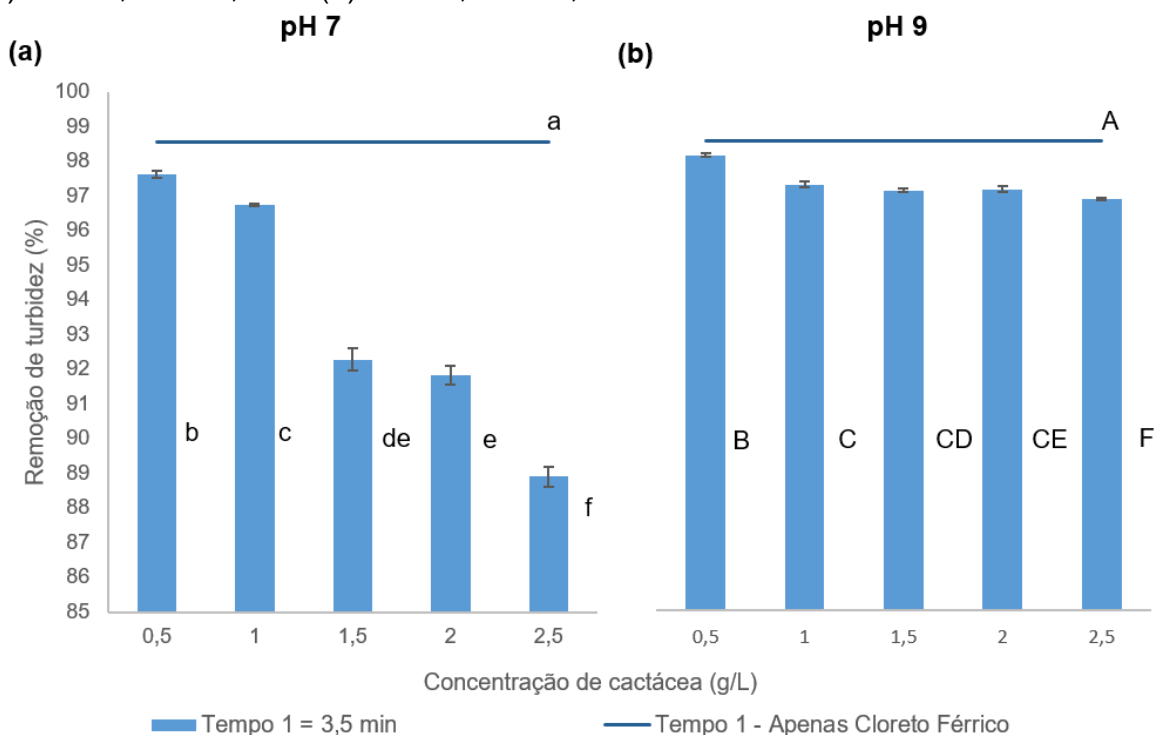 pH 7
pH 9
(a)
(b)
Remoção de turbidez (%)
100
99
98
97
96
95
94
93
92
91
90
89
88
87
86
85
a
b
c
de
e
f
0,5
1
1,5
2
2,5
A
B
C
CD
CE
F
0,5
1
1,5
2
2,5
Concentração de cactácea (g/L)
Tempo 1 = 3,5 min
Tempo 1 - Apenas Cloreto Férrico